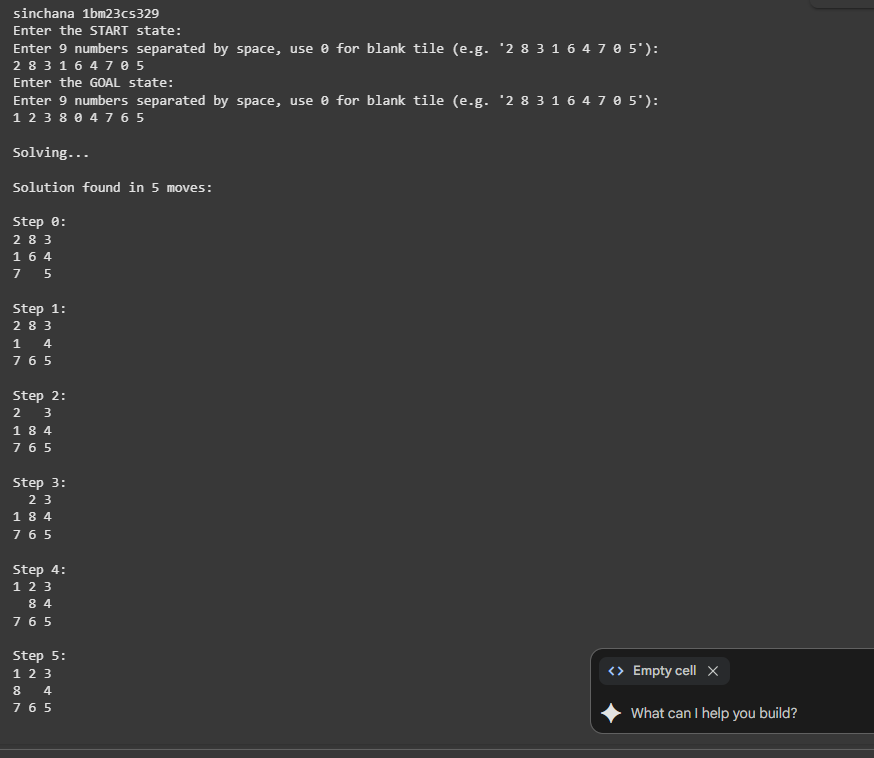 sinchana 1bm23cs329
Enter the START state:
Enter 9 numbers separated by space, use 0 for blank tile (e.g. '2 8 3 1 6 4 7 0 5'):
2 8 3 1 6 4 7 0 5
Enter the GOAL state:
Enter 9 numbers separated by space, use 0 for blank tile (e.g. '2 8 3 1 6 4 7 0 5'):
1 2 3 8 0 4 7 6 5

Solving...

Solution found in 5 moves:

Step 0:
2 8 3
1 6 4
7   5

Step 1:
2 8 3
1   4
7 6 5

Step 2:
2   3
1 8 4
7 6 5

Step 3:
  2 3
1 8 4
7 6 5

Step 4:
1 2 3
  8 4
7 6 5

Step 5:
1 2 3
8   4
7 6 5
<> Empty cell ×
What can I help you build?